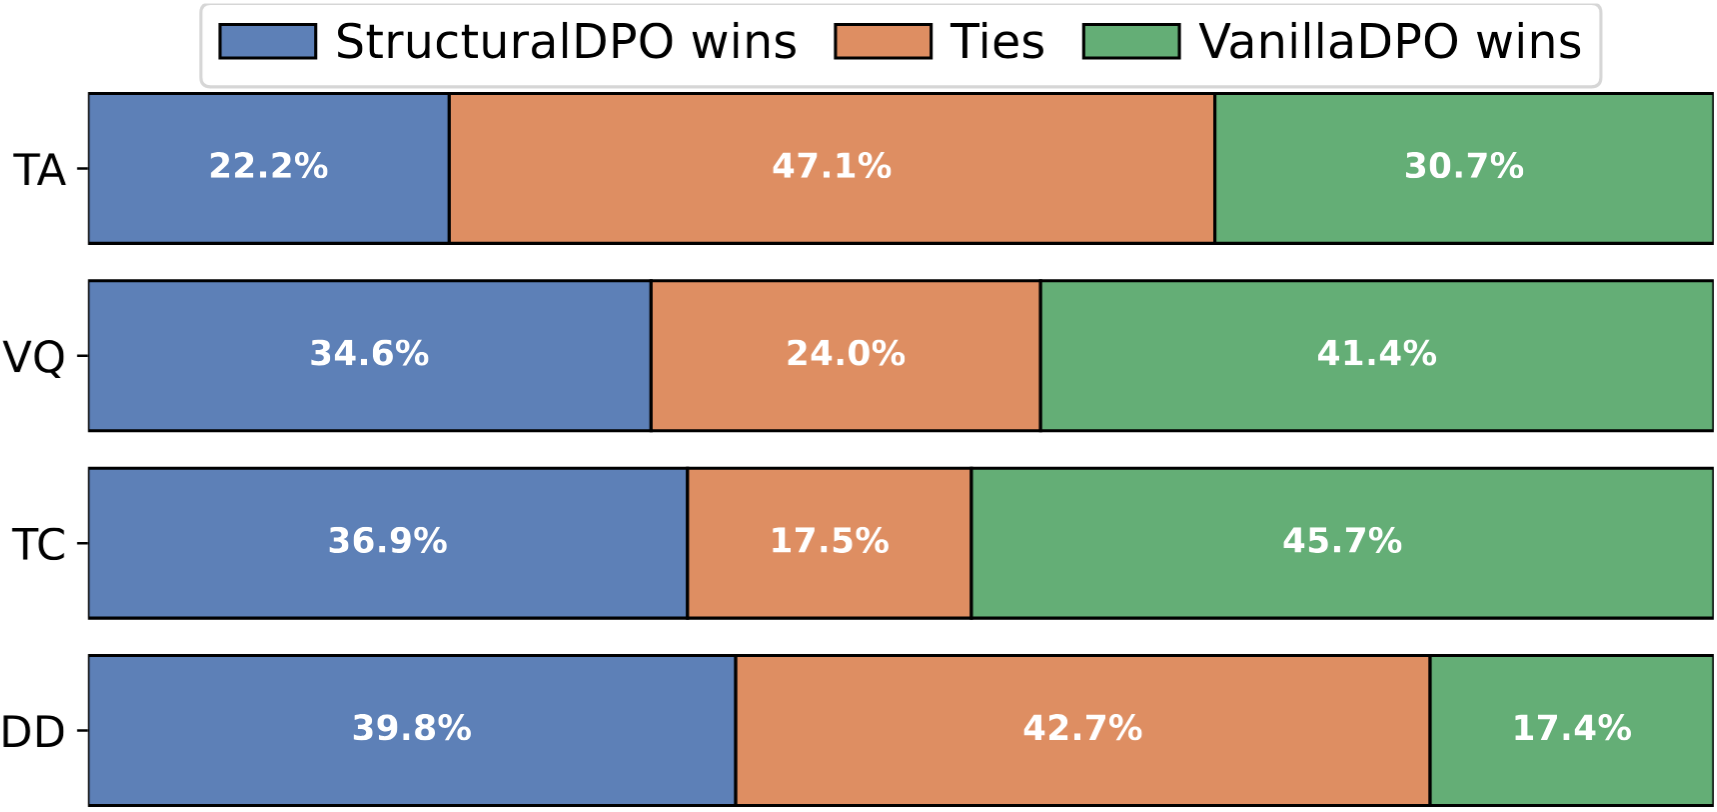 StructuralDPO wins Ties VanillaDPO wins
TA 22.2% 47.1% 30.7%
VQ 34.6% 24.0% 41.4%
TC 36.9% 17.5% 45.7%
DD 39.8% 42.7% 17.4%